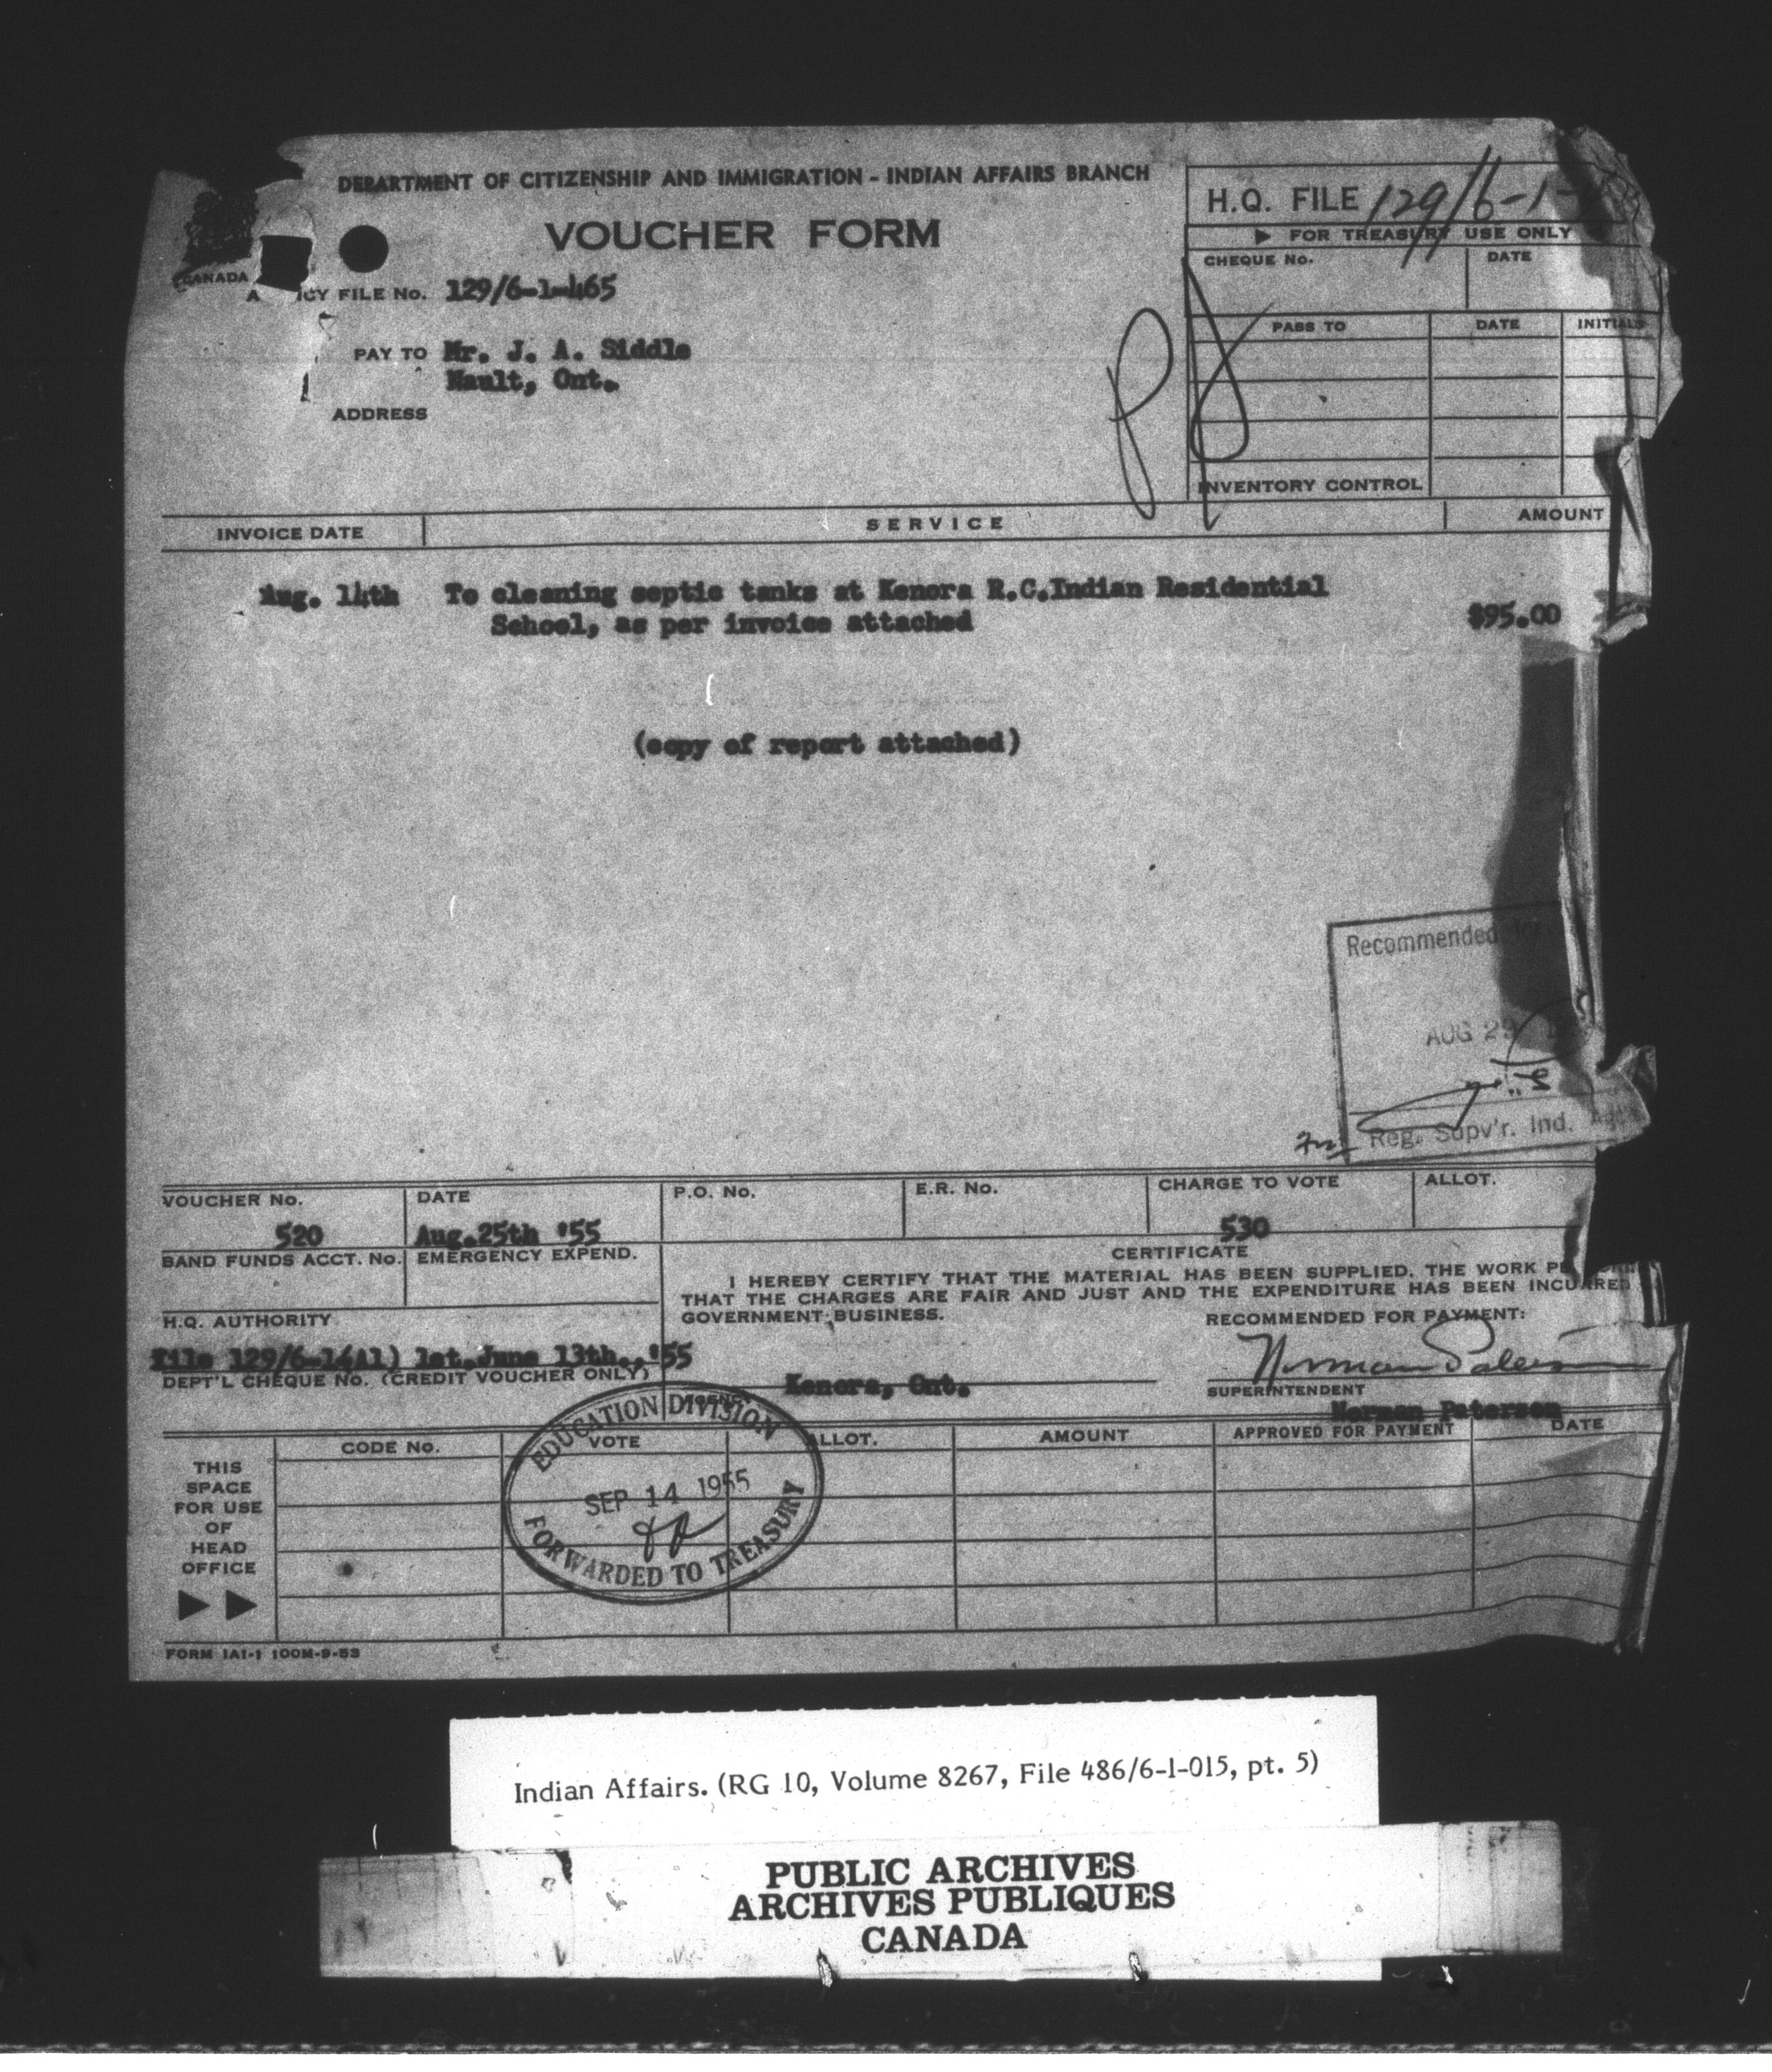 DEPARTMENT OF CITIZENSHIP AND IMMIGRATION - INDIAN AFFAIRS BRANCH
VOUCHER FORM
H.Q. FILE 129/6-1-
FOR TREASURY USE ONLY
CHEQUE No. DATE
CANADA
FILE No. 129/6-1-465
PASS TO DATE INITIALS
PAY TO Mr. J. A. Siddle
Nault, Ont.
ADDRESS
INVENTORY CONTROL
INVOICE DATE SERVICE AMOUNT
Aug. 14th To cleaning septic tanks at Kenora R.C.Indian Residential
School, as per invoice attached $95.00
(copy of report attached)
Recommended
AUG 29
Reg. Supv'r. Ind.
VOUCHER No. DATE P.O. No. E.R. No. CHARGE TO VOTE ALLOT.
520 Aug.25th '55 530
BAND FUNDS ACCT. No. EMERGENCY EXPEND. CERTIFICATE
I HEREBY CERTIFY THAT THE MATERIAL HAS BEEN SUPPLIED, THE WORK
THAT THE CHARGES ARE FAIR AND JUST AND THE EXPENDITURE HAS BEEN INCURRED
GOVERNMENT BUSINESS.
H.Q. AUTHORITY RECOMMENDED FOR PAYMENT:
File 129/6-1(A1) let.June 13th.,'55 Norman Paterson
DEPT'L CHEQUE No. (CREDIT VOUCHER ONLY) Kenora, Ont. SUPERINTENDENT
Norman Paterson
CODE No. VOTE ALLOT. AMOUNT APPROVED FOR PAYMENT DATE
THIS
SPACE
FOR USE
OF
HEAD
OFFICE
EDUCATION DIVISION
SEP 14 1955
FORWARDED TO TREASURY
FORM 1A1-1 100M-9-53
Indian Affairs. (RG 10, Volume 8267, File 486/6-1-015, pt. 5)
PUBLIC ARCHIVES
ARCHIVES PUBLIQUES
CANADA